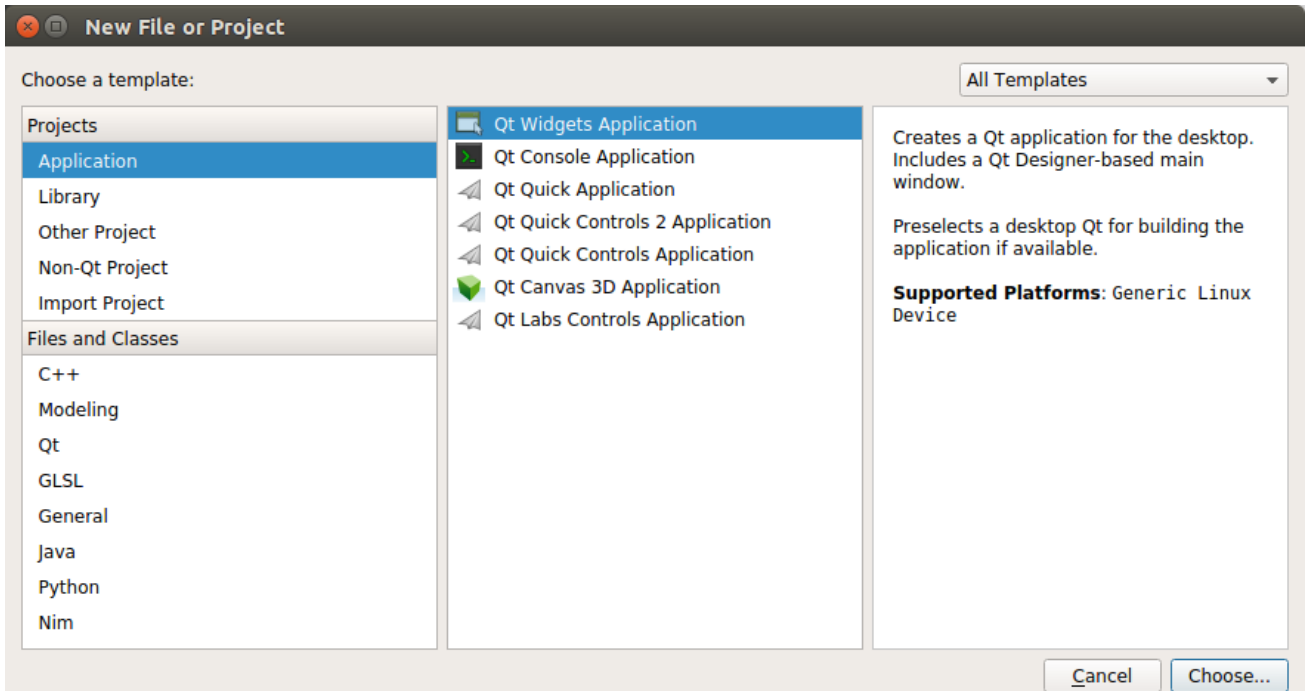 New File or Project
Choose a template:
All Templates
Projects
Application
Library
Other Project
Non-Qt Project
Import Project
Files and Classes
C++
Modeling
Qt
GLSL
General
Java
Python
Nim
Qt Widgets Application
Qt Console Application
Qt Quick Application
Qt Quick Controls 2 Application
Qt Quick Controls Application
Qt Canvas 3D Application
Qt Labs Controls Application
Creates a Qt application for the desktop.
Includes a Qt Designer-based main
window.
Preselects a desktop Qt for building the
application if available.
Supported Platforms: Generic Linux
Device
Cancel
Choose...